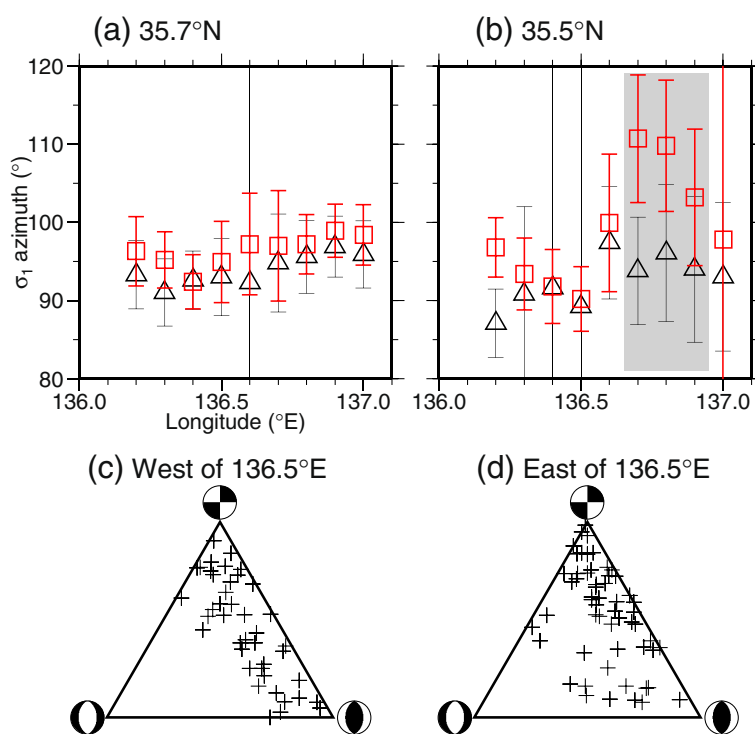 (a) 35.7°N
(b) 35.5°N
120
110
100
90
80
σ1 azimuth (°)
136.0
136.5
137.0
136.0
136.5
137.0
Longitude (°E)
(c) West of 136.5°E
(d) East of 136.5°E